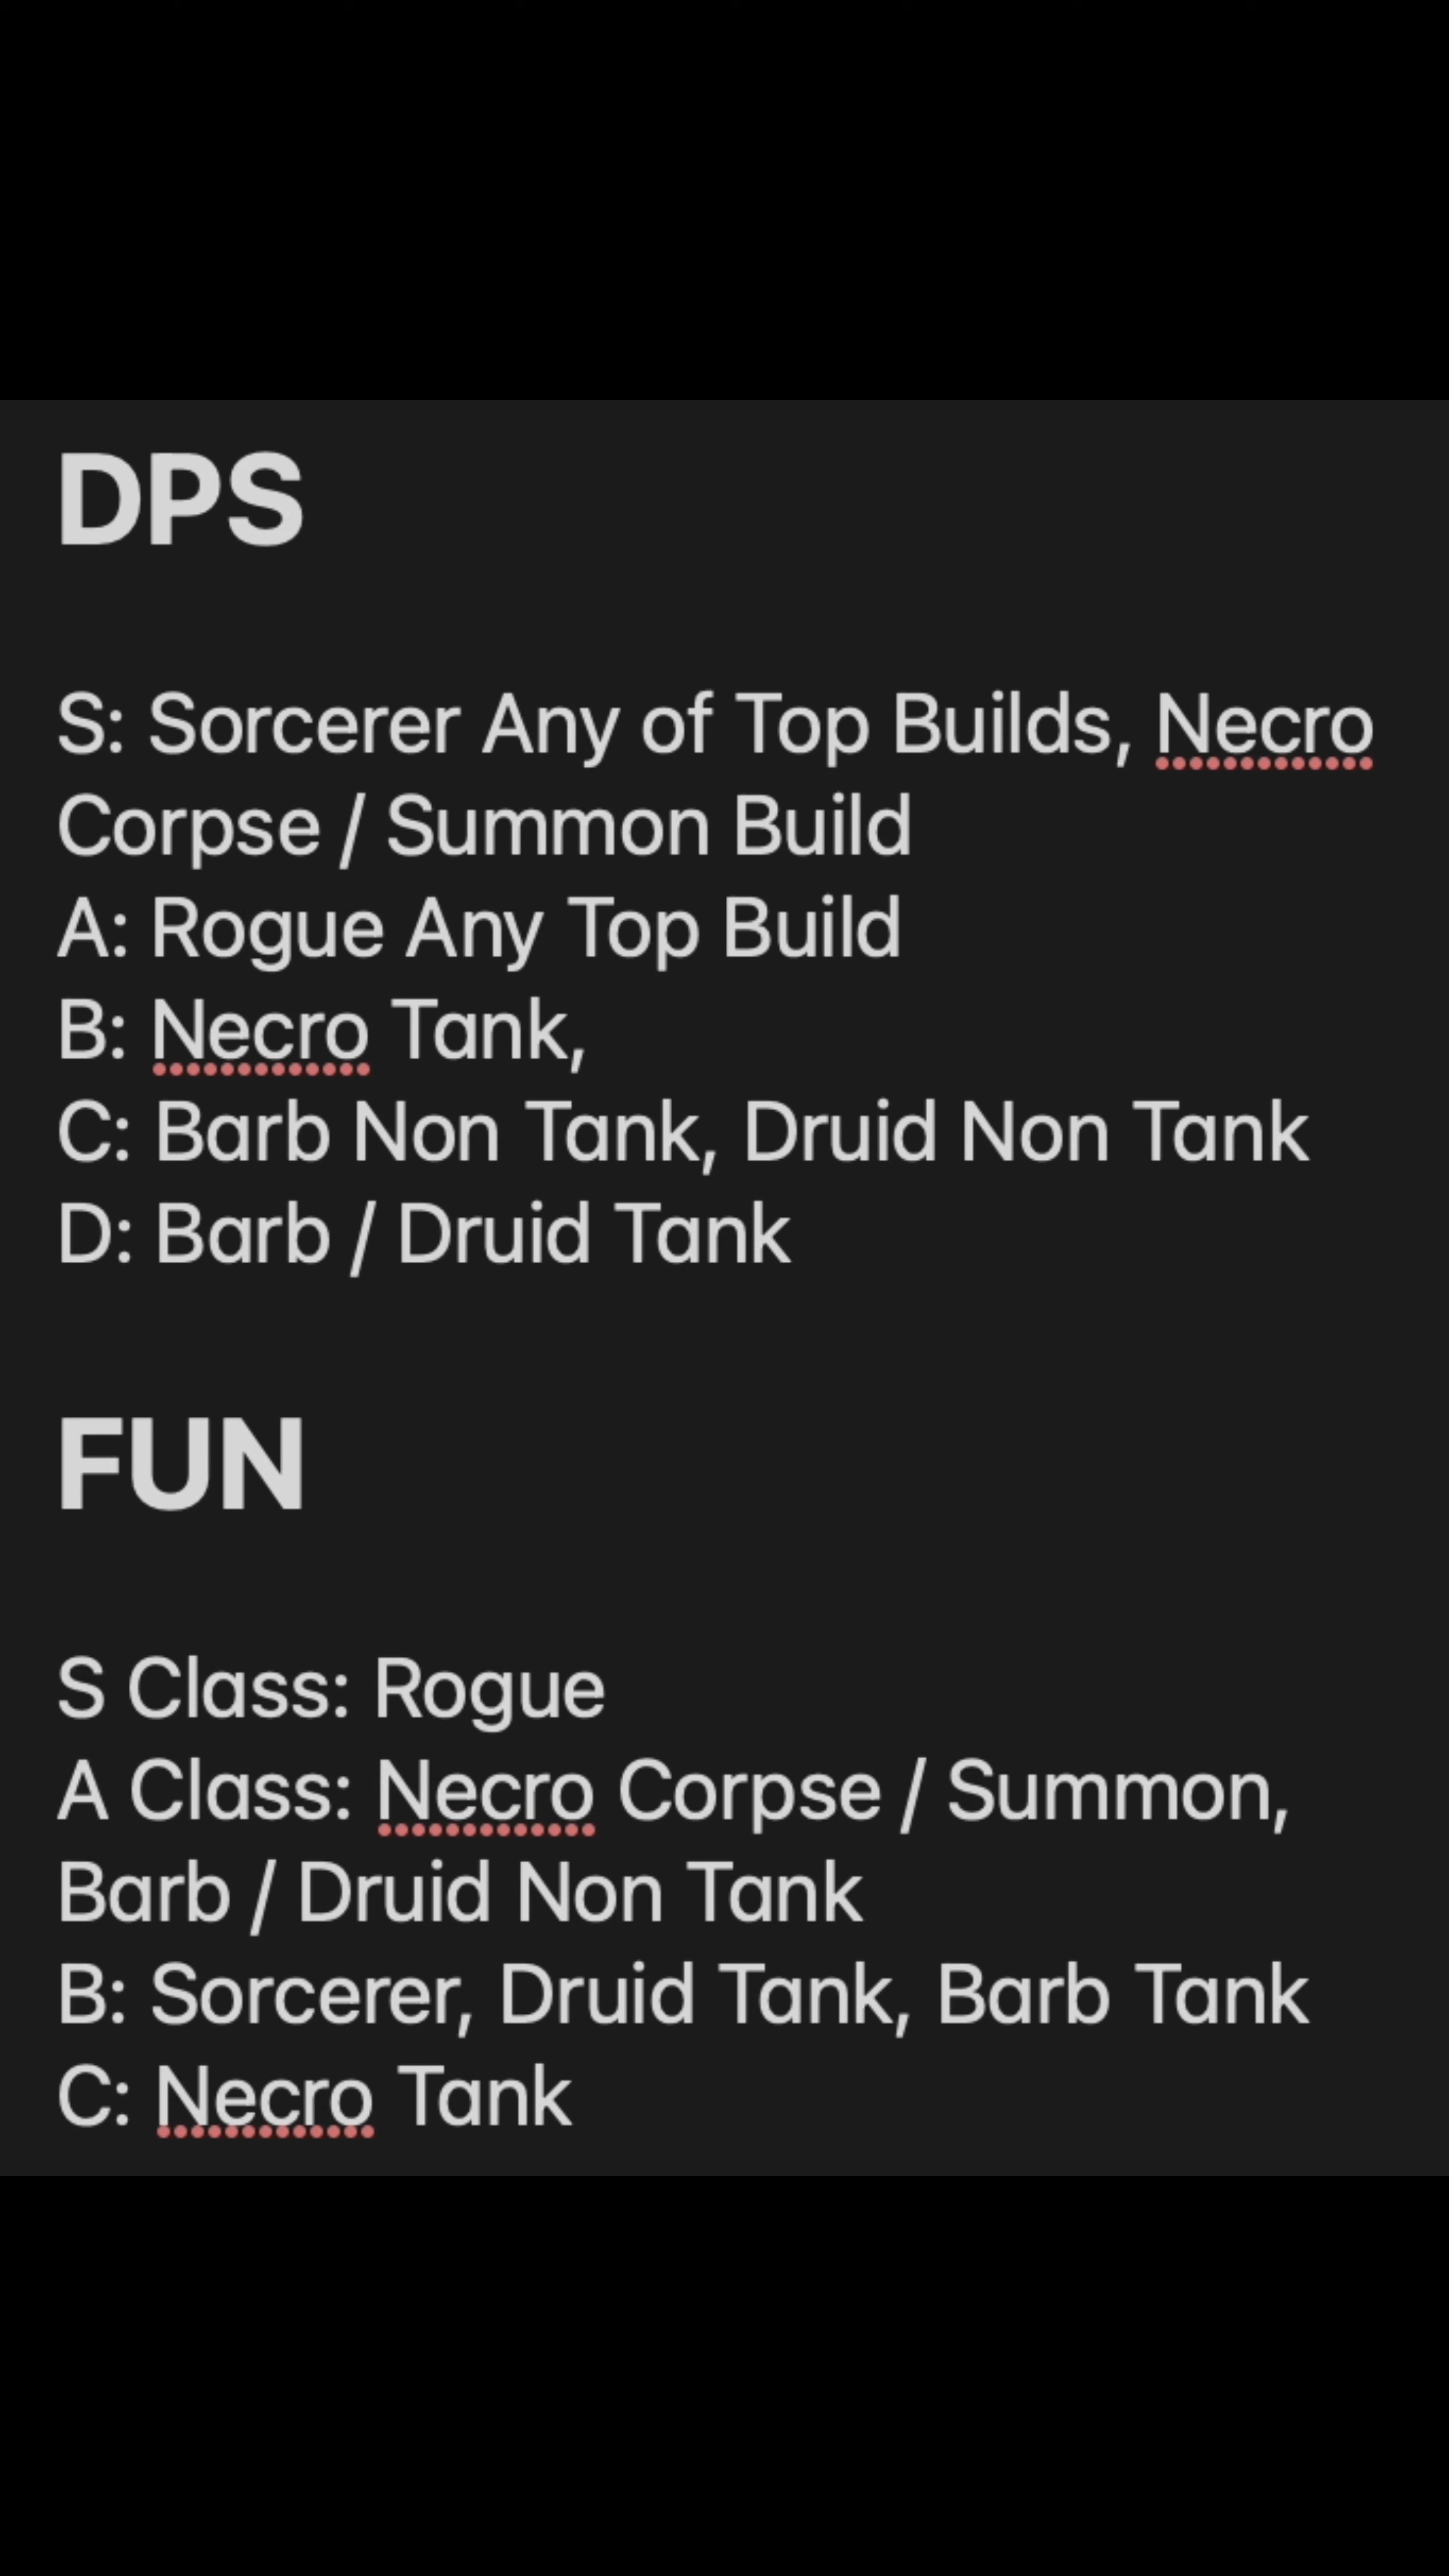 DPS
S: Sorcerer Any of Top Builds, Necro
Corpse / Summon Build
A: Rogue Any Top Build
B: Necro Tank,
C: Barb Non Tank, Druid Non Tank
D: Barb / Druid Tank
FUN
S Class: Rogue
A Class: Necro Corpse / Summon,
Barb / Druid Non Tank
B: Sorcerer, Druid Tank, Barb Tank
C: Necro Tank